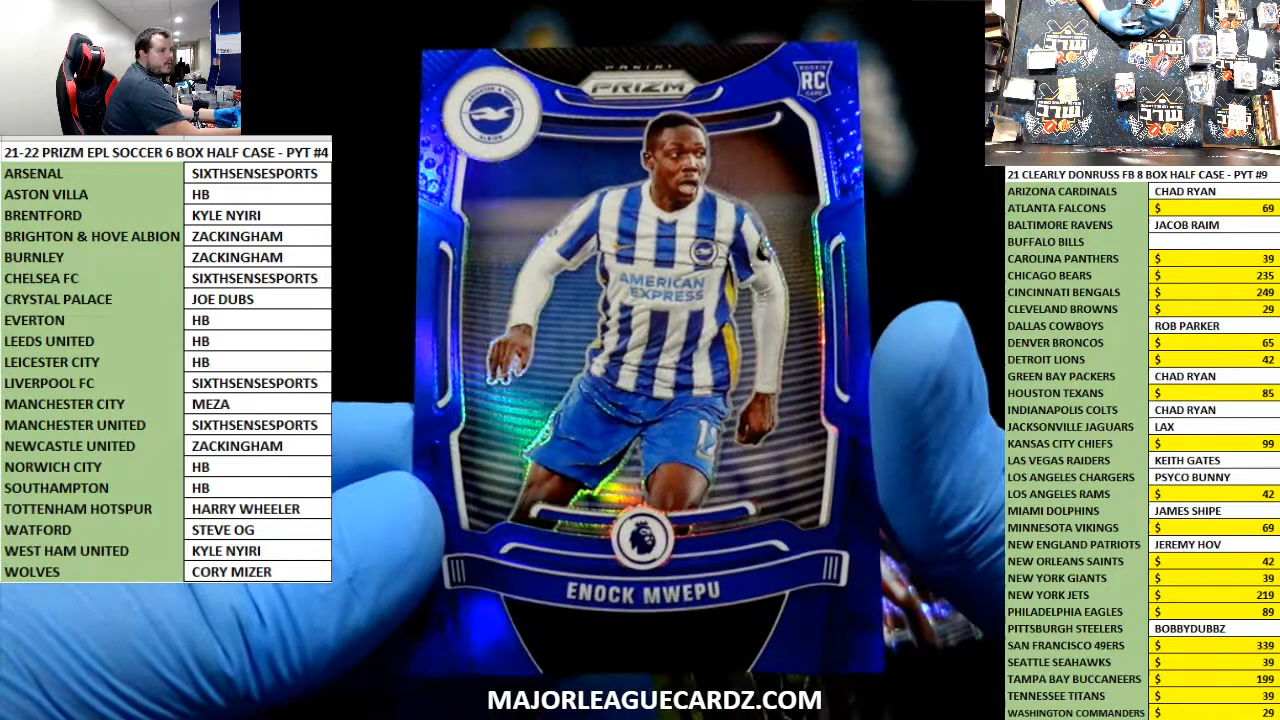 21-22 PRIZM EPL SOCCER 6 BOX HALF CASE - PYT #4
ARSENAL SIXTHSENSESPORTS
ASTON VILLA HB
BRENTFORD KYLE NYIRI
BRIGHTON & HOVE ALBION ZACKINGHAM
BURNLEY ZACKINGHAM
CHELSEA FC SIXTHSENSESPORTS
CRYSTAL PALACE JOE DUBS
EVERTON HB
LEEDS UNITED HB
LEICESTER CITY HB
LIVERPOOL FC SIXTHSENSESPORTS
MANCHESTER CITY MEZA
MANCHESTER UNITED SIXTHSENSESPORTS
NEWCASTLE UNITED ZACKINGHAM
NORWICH CITY HB
SOUTHAMPTON HB
TOTTENHAM HOTSPUR HARRY WHEELER
WATFORD STEVE OG
WEST HAM UNITED KYLE NYIRI
WOLVES CORY MIZER
PANINI
PRIZM
ROOKIE
RC
CARD
BRIGHTON & HOVE
ALBION
AMERICAN
EXPRESS
12
ENOCK MWEPU
MAJORLEAGUECARDZ.COM
21 CLEARLY DONRUSS FB 8 BOX HALF CASE - PYT #9
ARIZONA CARDINALS CHAD RYAN
ATLANTA FALCONS $ 69
BALTIMORE RAVENS JACOB RAIM
BUFFALO BILLS
CAROLINA PANTHERS $ 39
CHICAGO BEARS $ 235
CINCINNATI BENGALS $ 249
CLEVELAND BROWNS $ 29
DALLAS COWBOYS ROB PARKER
DENVER BRONCOS $ 65
DETROIT LIONS $ 42
GREEN BAY PACKERS CHAD RYAN
HOUSTON TEXANS $ 85
INDIANAPOLIS COLTS CHAD RYAN
JACKSONVILLE JAGUARS LAX
KANSAS CITY CHIEFS $ 99
LAS VEGAS RAIDERS KEITH GATES
LOS ANGELES CHARGERS PSYCO BUNNY
LOS ANGELES RAMS $ 42
MIAMI DOLPHINS JAMES SHIPE
MINNESOTA VIKINGS $ 69
NEW ENGLAND PATRIOTS JEREMY HOV
NEW ORLEANS SAINTS $ 42
NEW YORK GIANTS $ 39
NEW YORK JETS $ 219
PHILADELPHIA EAGLES $ 89
PITTSBURGH STEELERS BOBBYDUBBZ
SAN FRANCISCO 49ERS $ 339
SEATTLE SEAHAWKS $ 39
TAMPA BAY BUCCANEERS $ 199
TENNESSEE TITANS $ 39
WASHINGTON COMMANDERS $ 29